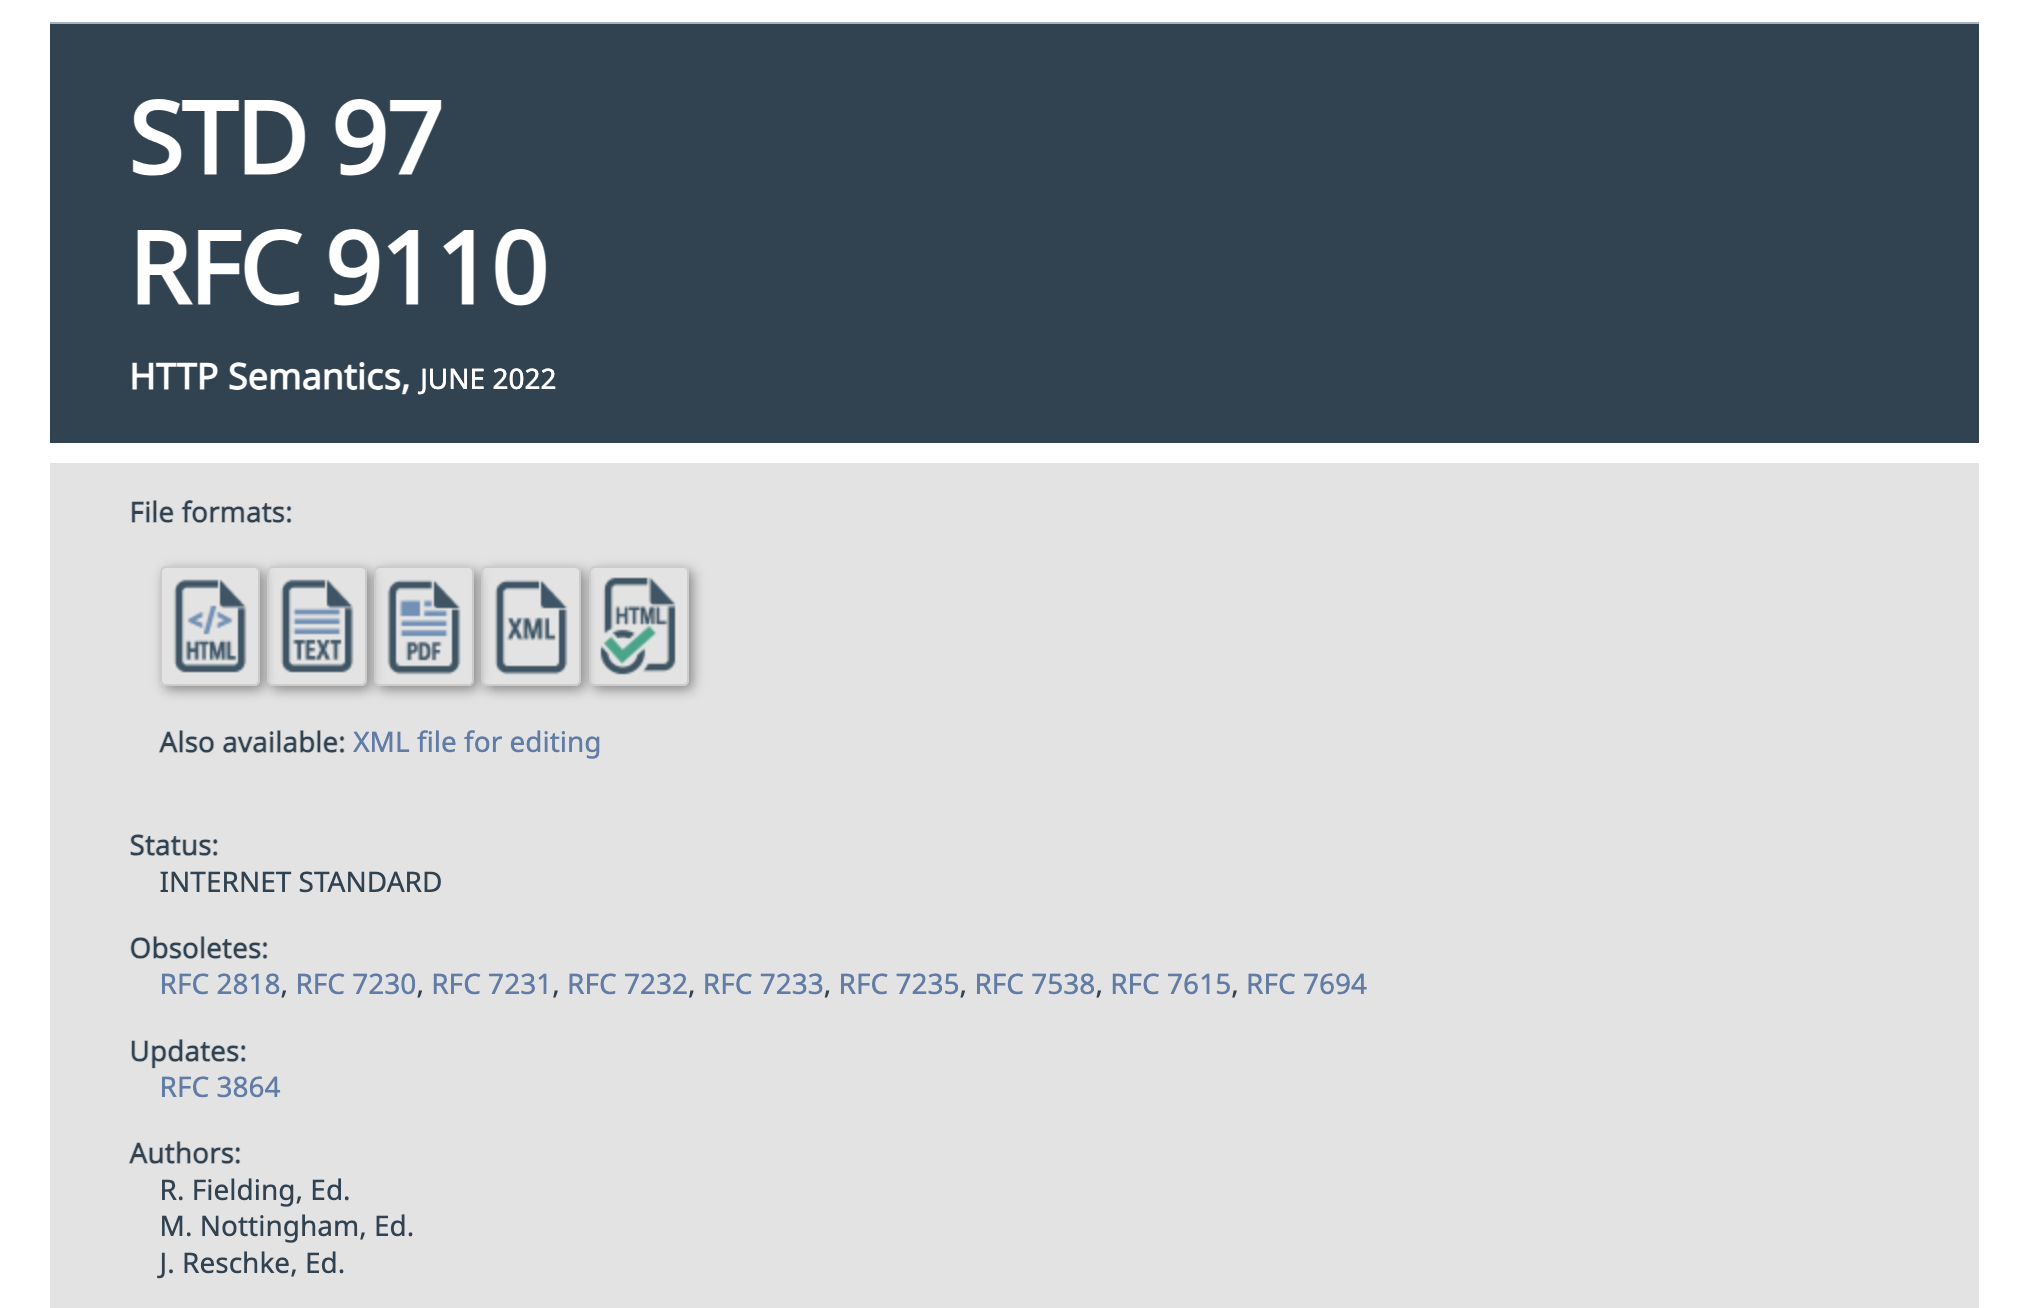 STD 97
RFC 9110
HTTP Semantics, JUNE 2022
File formats:
</> HTML TEXT PDF XML HTML
Also available: XML file for editing
Status:
INTERNET STANDARD
Obsoletes:
RFC 2818, RFC 7230, RFC 7231, RFC 7232, RFC 7233, RFC 7235, RFC 7538, RFC 7615, RFC 7694
Updates:
RFC 3864
Authors:
R. Fielding, Ed.
M. Nottingham, Ed.
J. Reschke, Ed.